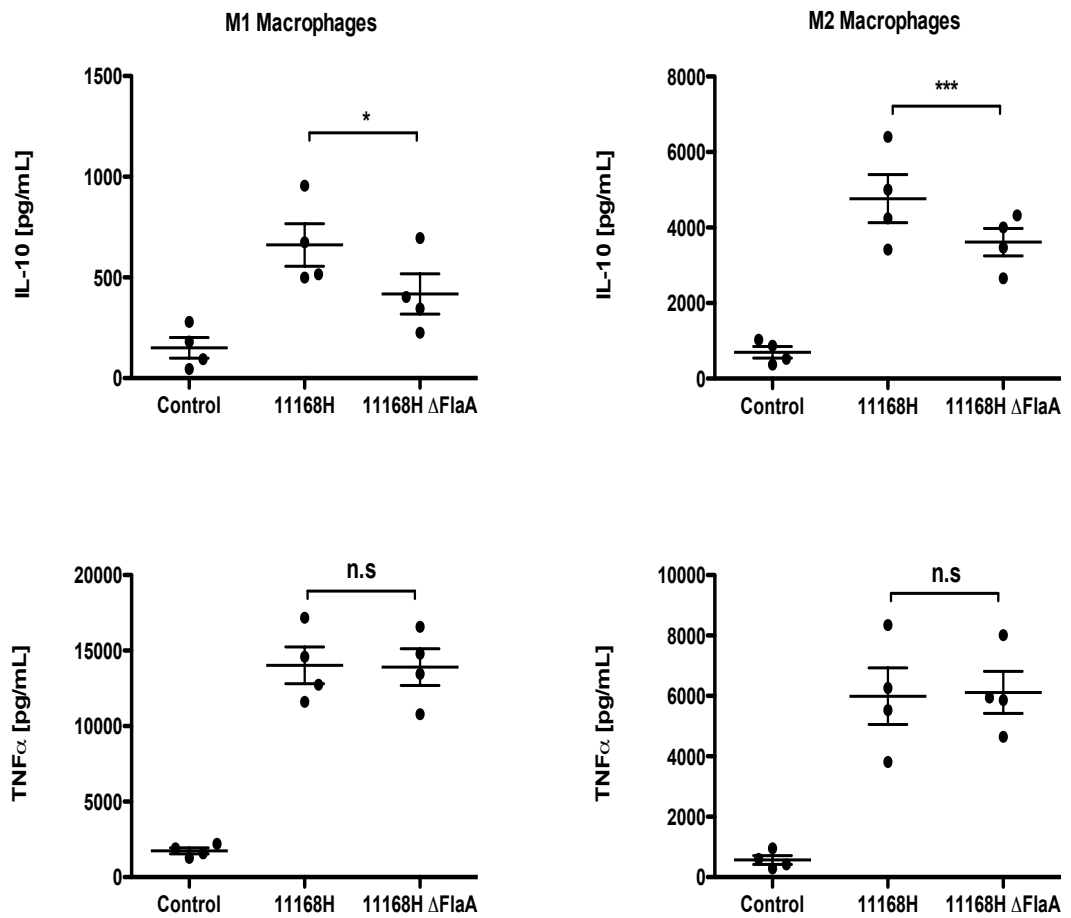 M1 Macrophages
IL-10 [pg/mL]
1500
1000
500
0
*
Control 11168H 11168H ΔFlaA
M2 Macrophages
IL-10 [pg/mL]
8000
6000
4000
2000
0
***
Control 11168H 11168H ΔFlaA
TNFα [pg/mL]
20000
15000
10000
5000
0
n.s
Control 11168H 11168H ΔFlaA
TNFα [pg/mL]
10000
8000
6000
4000
2000
0
n.s
Control 11168H 11168H ΔFlaA